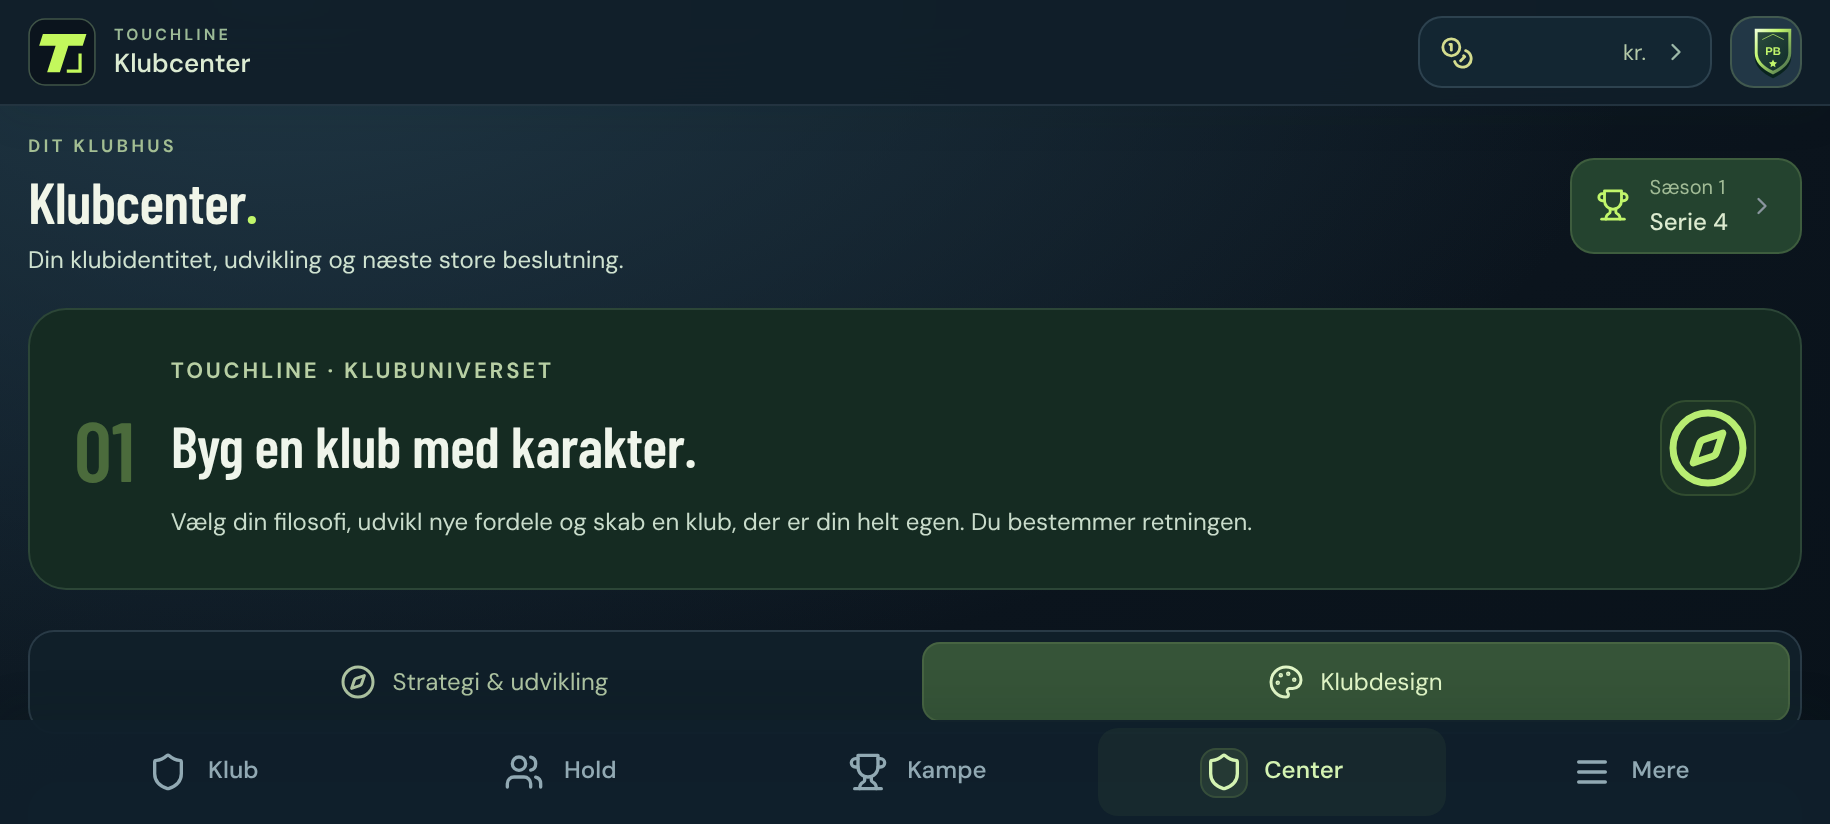 TOUCHLINE
Klubcenter
kr.
PB
DIT KLUBHUS
Klubcenter.
Din klubidentitet, udvikling og næste store beslutning.
Sæson 1
Serie 4
TOUCHLINE · KLUBUNIVERSET
01
Byg en klub med karakter.
Vælg din filosofi, udvikl nye fordele og skab en klub, der er din helt egen. Du bestemmer retningen.
Strategi & udvikling
Klubdesign
Klub
Hold
Kampe
Center
Mere